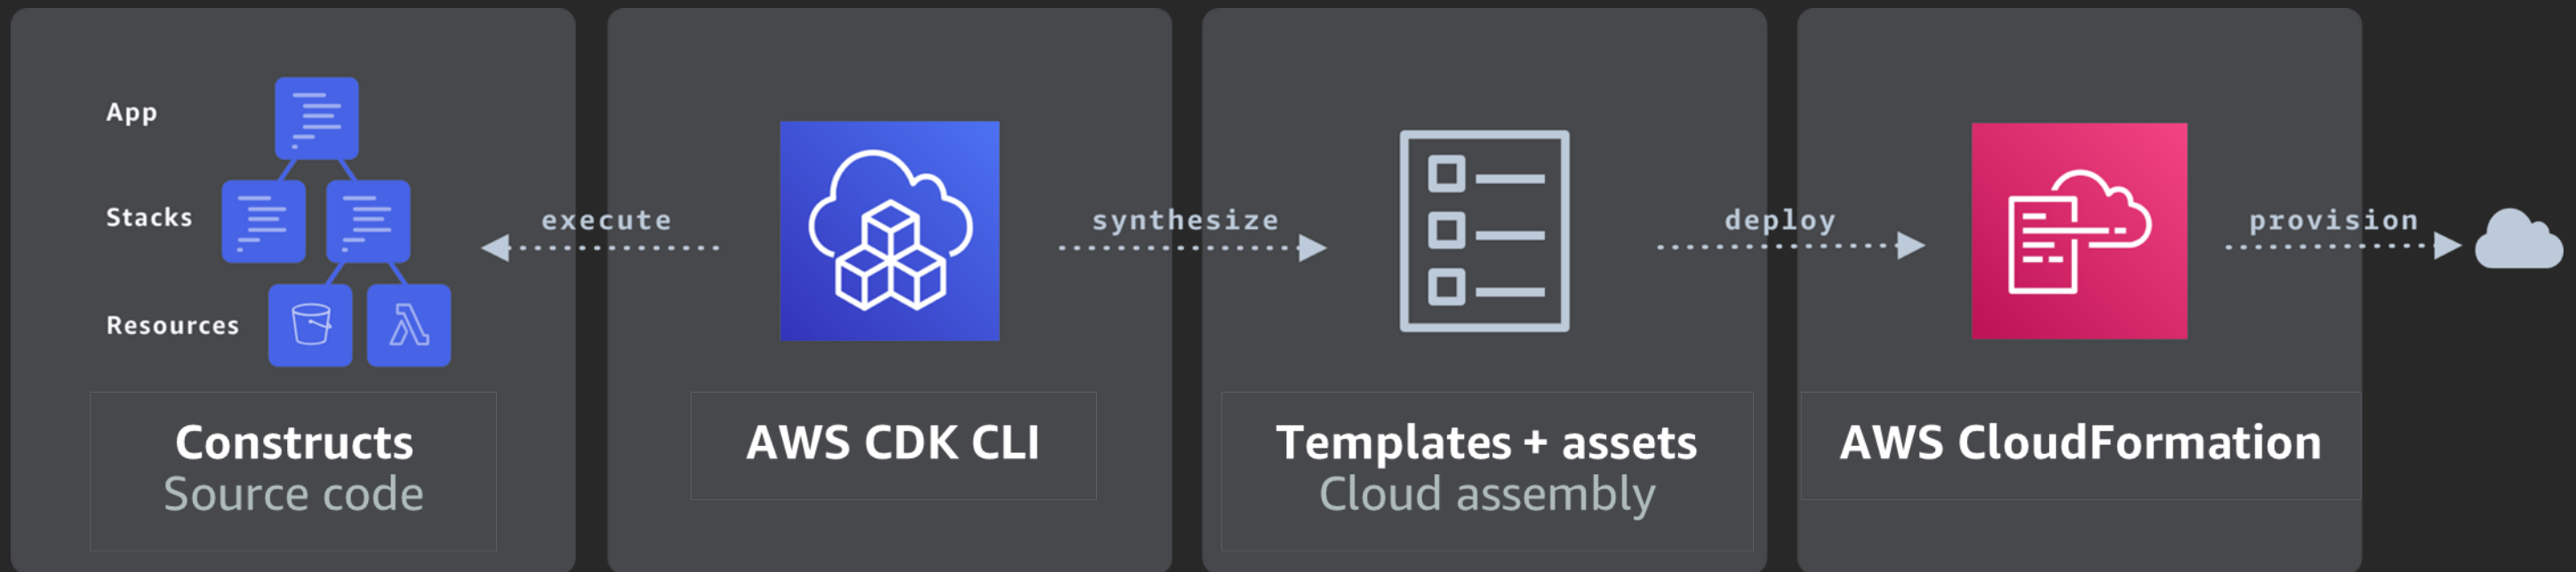 App
Stacks
Resources
Constructs
Source code
execute
AWS CDK CLI
synthesize
Templates + assets
Cloud assembly
deploy
AWS CloudFormation
provision